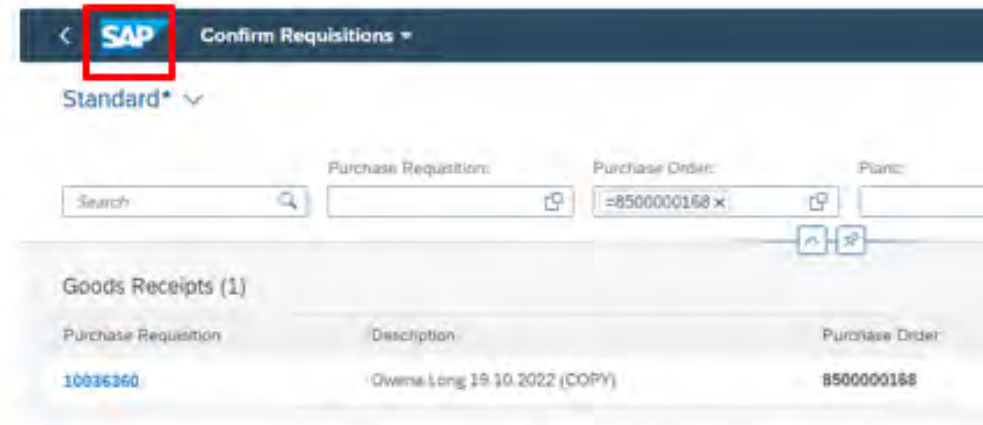 SAP Confirm Requisitions
Standard*
Purchase Requisition: Purchase Order: Plant:
Search =8500000168 ×
Goods Receipts (1)
Purchase Requisition Description Purchase Order
10036360 Owena Long 19.10.2022 (COPY) 8500000168